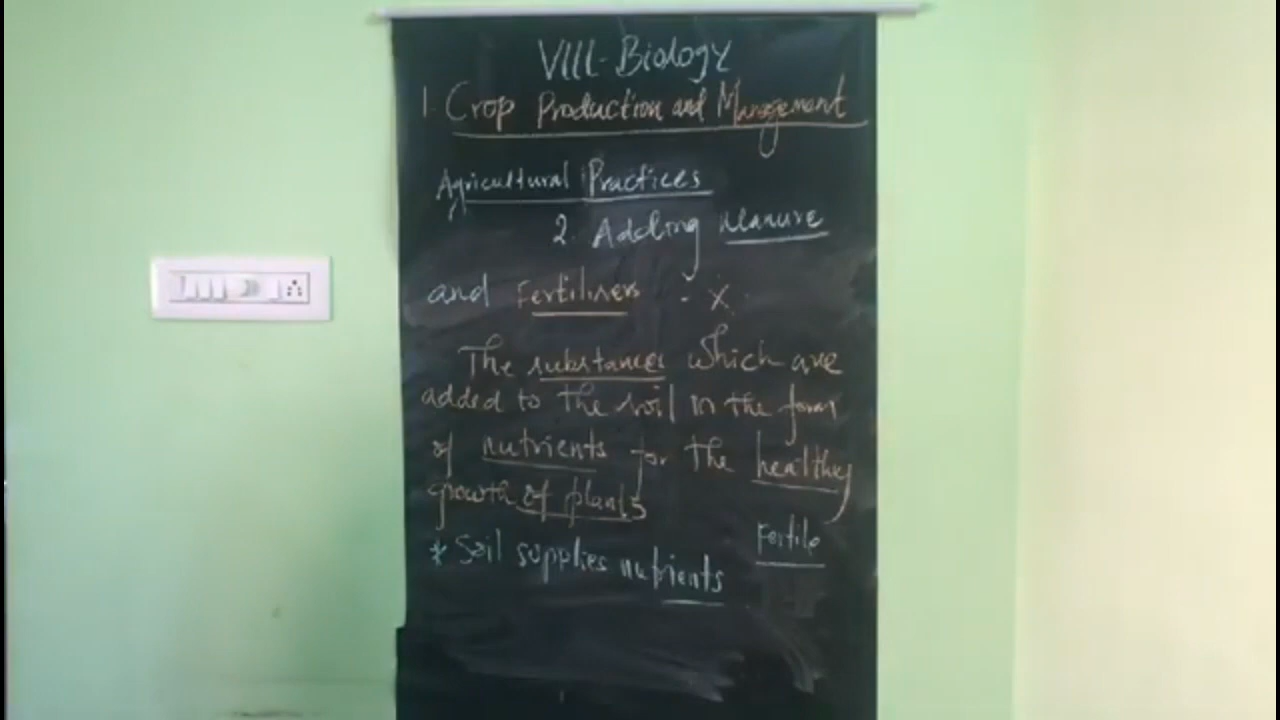 VIII-Biology
1. Crop Production and Management
Agricultural Practices
2. Adding Manure
and Fertilizers :- X.
The substances which are
added to the soil in the form
of nutrients for the healthy
growth of plants
Fertile
* Soil supplies nutrients